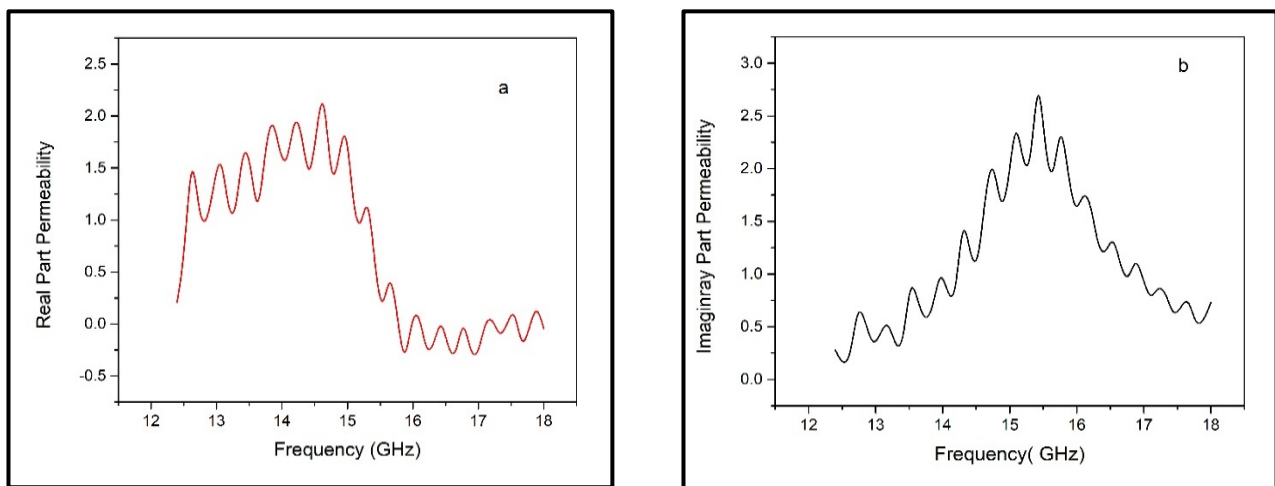 a
Real Part Permeability
2.5
2.0
1.5
1.0
0.5
0.0
-0.5
12 13 14 15 16 17 18
Frequency (GHz)
b
Imaginray Part Permeability
3.0
2.5
2.0
1.5
1.0
0.5
0.0
12 13 14 15 16 17 18
Frequency( GHz)